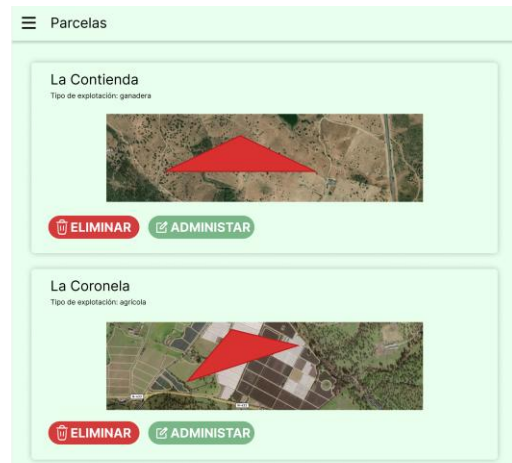 Parcelas
La Contienda
Tipo de explotación: ganadera
ELIMINAR
ADMINISTAR
La Coronela
Tipo de explotación: agrícola
ELIMINAR
ADMINISTAR